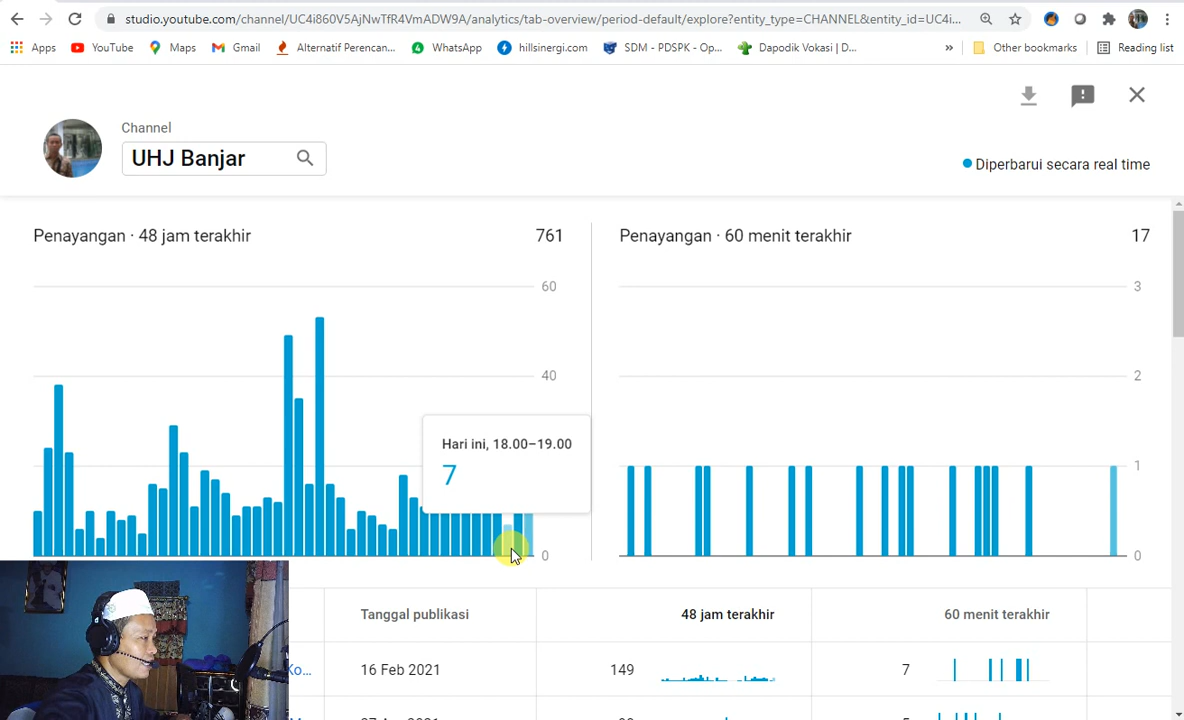 studio.youtube.com/channel/UC4i860V5AjNwTfR4VmADW9A/analytics/tab-overview/period-default/explore?entity_type=CHANNEL&entity_id=UC4i...
Apps YouTube Maps Gmail Alternatif Perencan... WhatsApp hillsinergi.com SDM - PDSPK - Op... Dapodik Vokasi | D... » Other bookmarks Reading list
Channel
UHJ Banjar
Diperbarui secara real time
Penayangan · 48 jam terakhir 761
Penayangan · 60 menit terakhir 17
60
40
0
Hari ini, 18.00–19.00
7
3
2
1
0
Tanggal publikasi 48 jam terakhir 60 menit terakhir
Ko... 16 Feb 2021 149 7